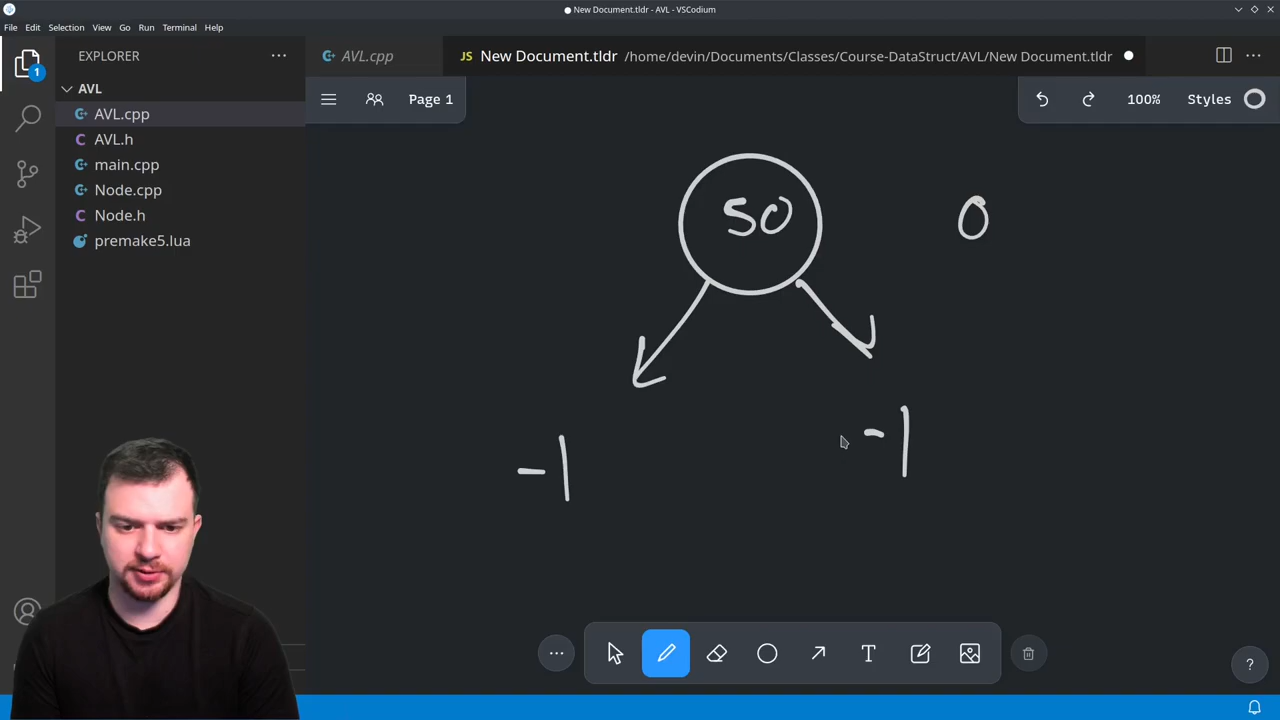 New Document.tldr - AVL - VSCodium
File Edit Selection View Go Run Terminal Help
EXPLORER
AVL.cpp
JS New Document.tldr /home/devin/Documents/Classes/Course-DataStruct/AVL/New Document.tldr
1
AVL
AVL.cpp
AVL.h
main.cpp
Node.cpp
Node.h
premake5.lua
Page 1
100%
Styles
50
0
-1
-1
T
?